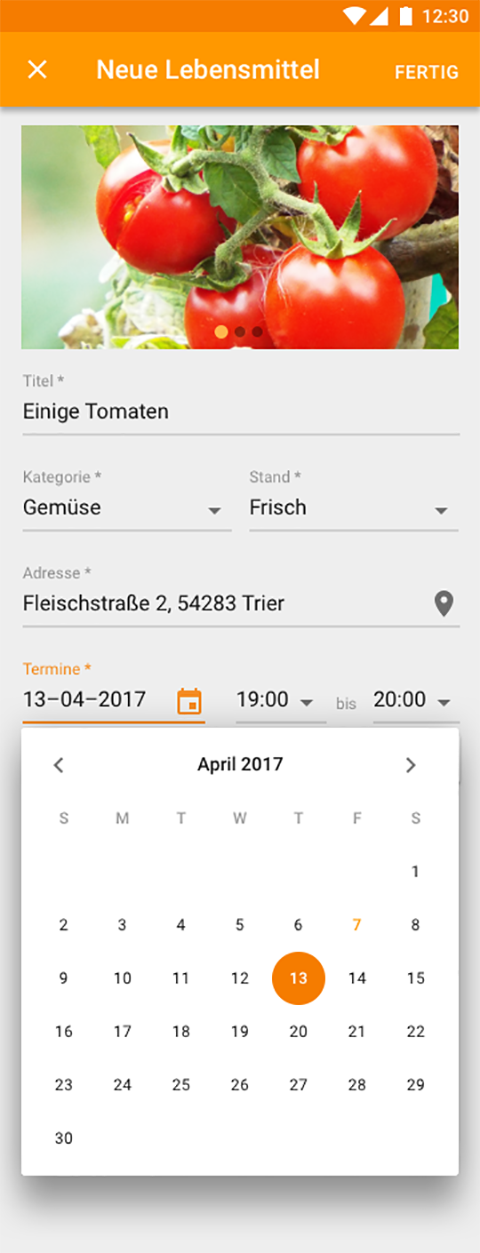 12:30
Neue Lebensmittel FERTIG
Titel *
Einige Tomaten
Kategorie * Stand *
Gemüse Frisch
Adresse *
Fleischstraße 2, 54283 Trier
Termine *
13–04–2017 19:00 bis 20:00
April 2017
S M T W T F S
1
2 3 4 5 6 7 8
9 10 11 12 13 14 15
16 17 18 19 20 21 22
23 24 25 26 27 28 29
30